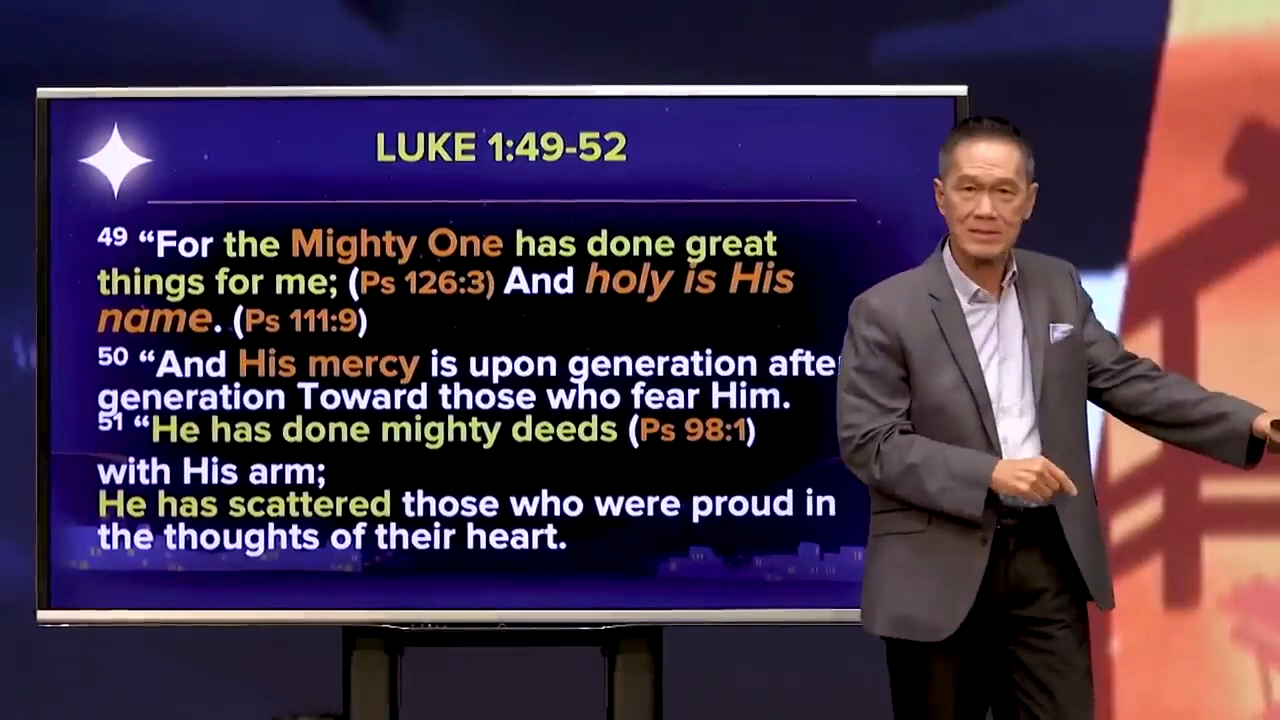 LUKE 1:49-52
49 “For the Mighty One has done great
things for me; (Ps 126:3) And holy is His
name. (Ps 111:9)
50 “And His mercy is upon generation afte
generation Toward those who fear Him.
51 “He has done mighty deeds (Ps 98:1)
with His arm;
He has scattered those who were proud in
the thoughts of their heart.